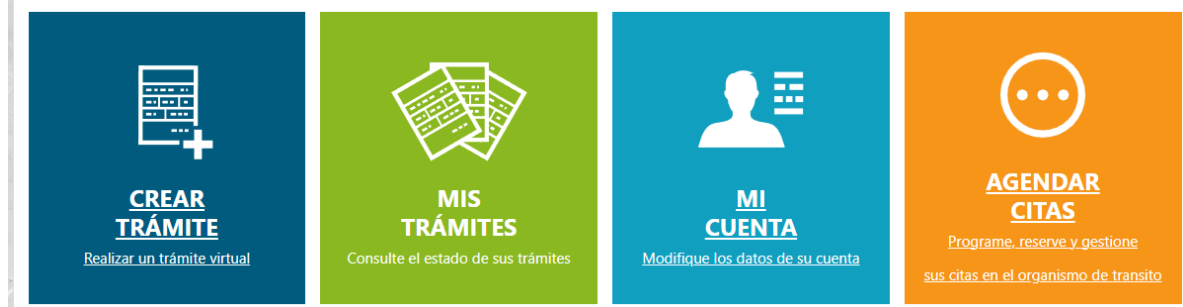 CREAR
TRÁMITE
Realizar un trámite virtual
MIS
TRÁMITES
Consulte el estado de sus trámites
MI
CUENTA
Modifique los datos de su cuenta
AGENDAR
CITAS
Programe, reserve y gestione
sus citas en el organismo de transito